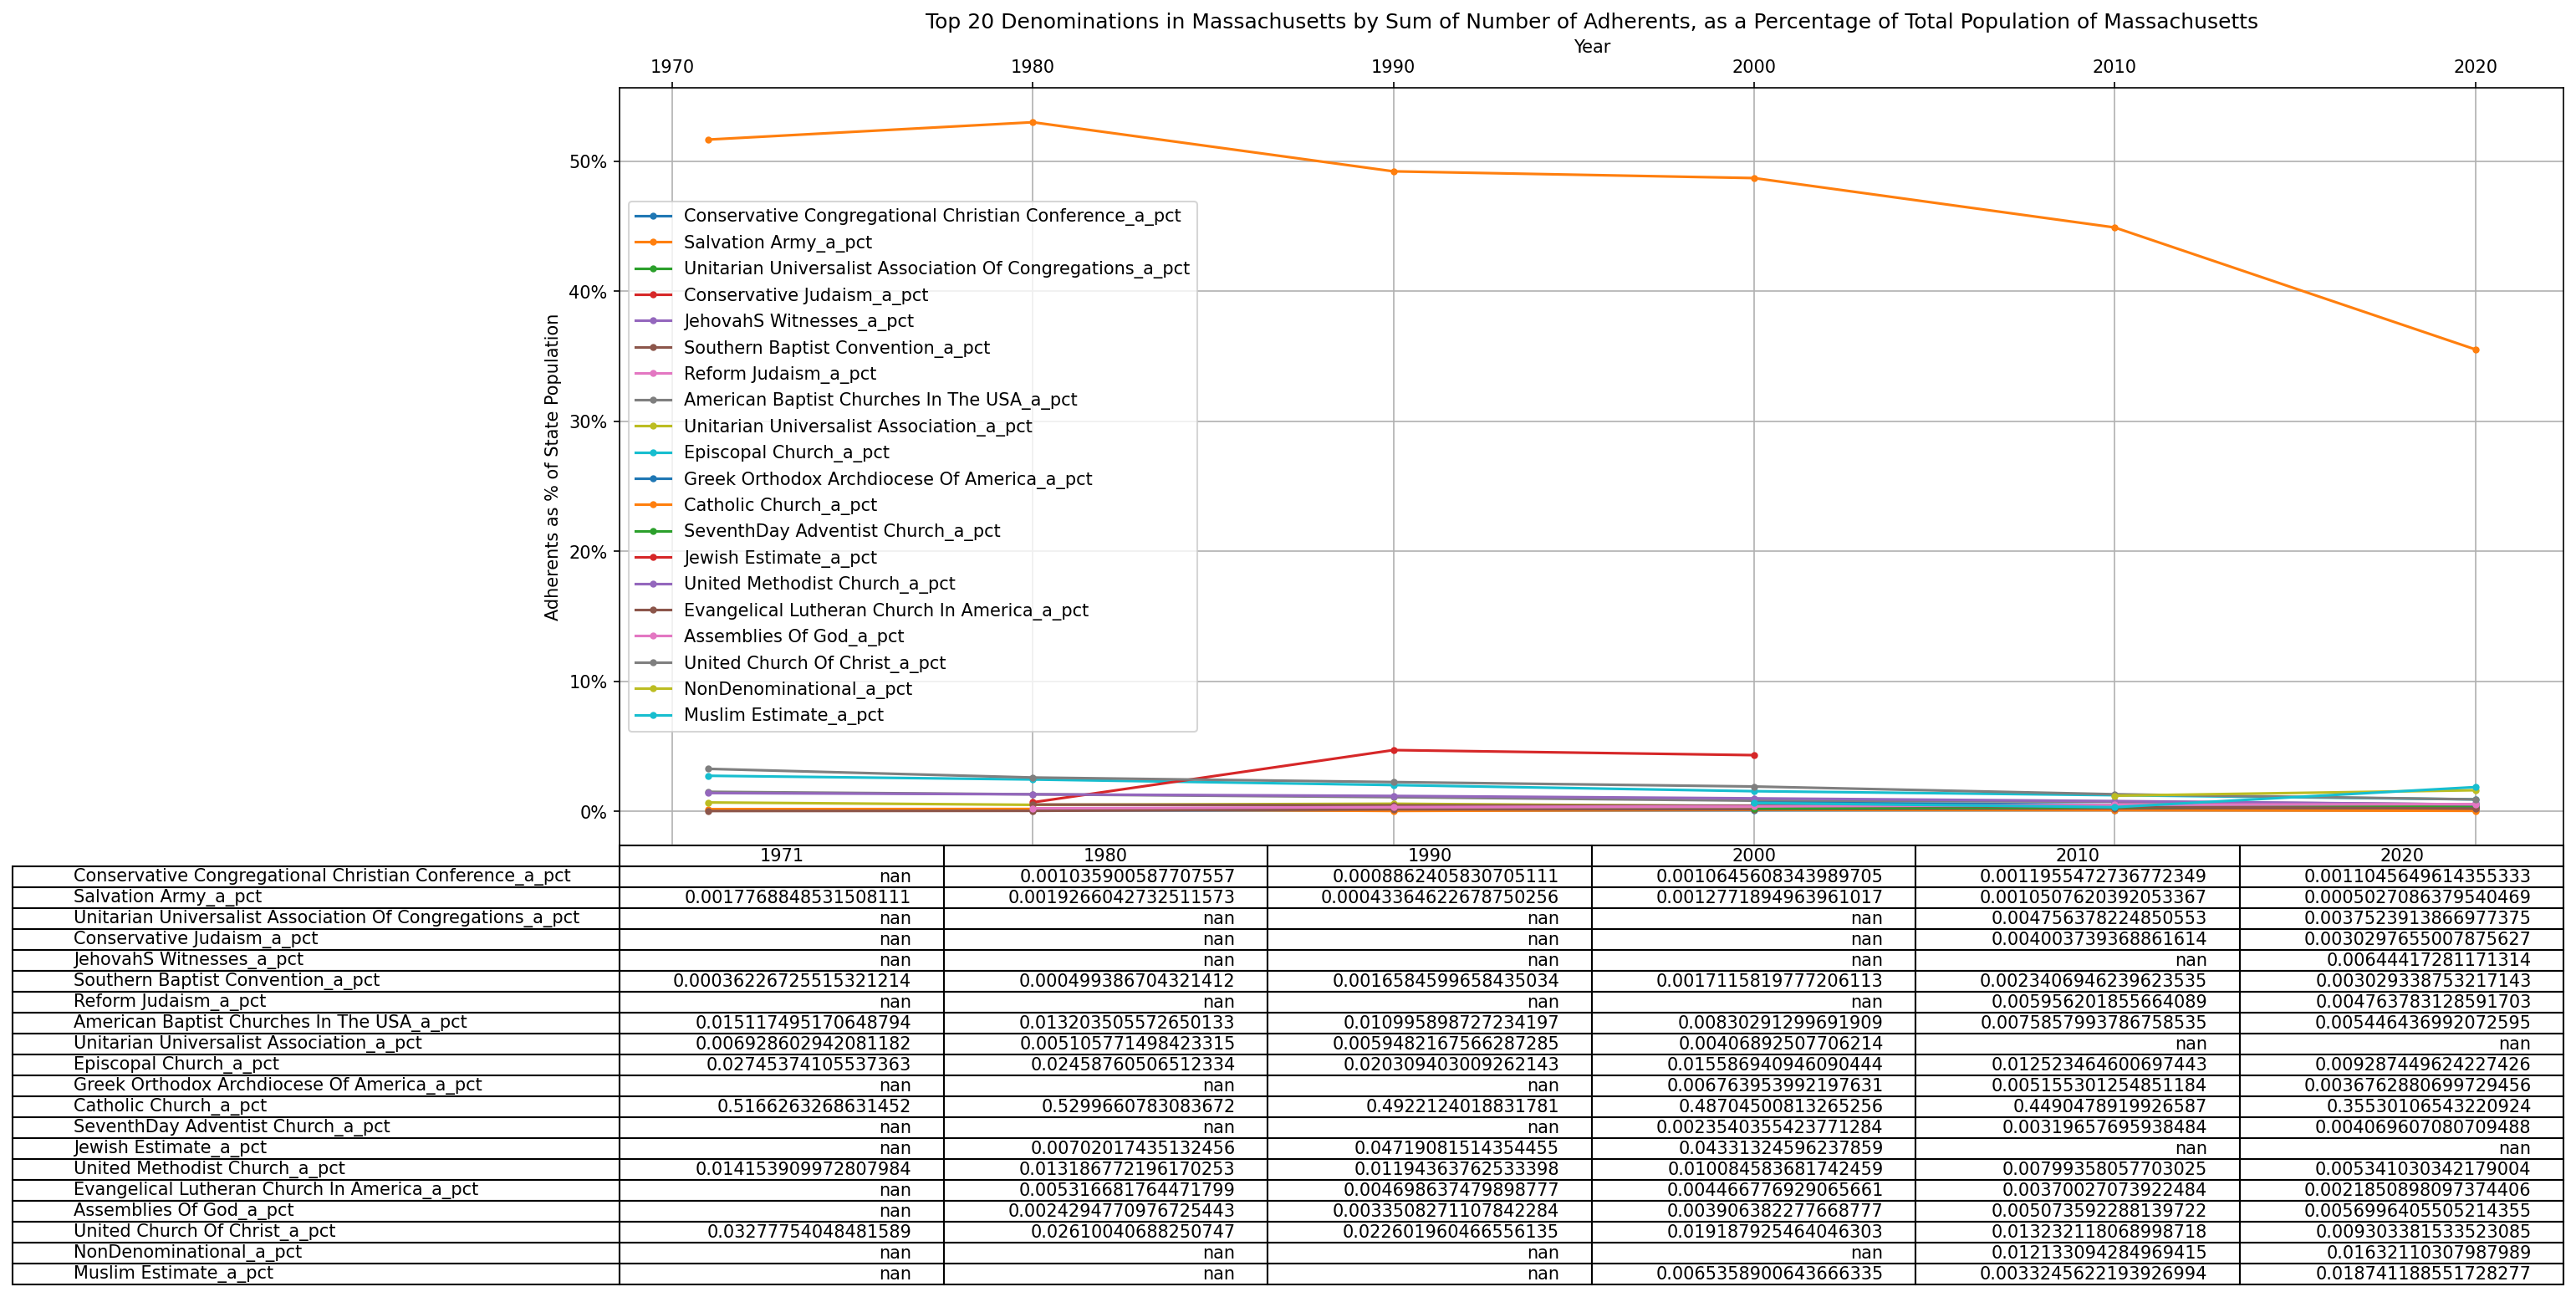 Top 20 Denominations in Massachusetts by Sum of Number of Adherents, as a Percentage of Total Population of Massachusetts
Year
1970 1980 1990 2000 2010 2020
Adherents as % of State Population
50%
40%
30%
20%
10%
0%
Conservative Congregational Christian Conference_a_pct
Salvation Army_a_pct
Unitarian Universalist Association Of Congregations_a_pct
Conservative Judaism_a_pct
JehovahS Witnesses_a_pct
Southern Baptist Convention_a_pct
Reform Judaism_a_pct
American Baptist Churches In The USA_a_pct
Unitarian Universalist Association_a_pct
Episcopal Church_a_pct
Greek Orthodox Archdiocese Of America_a_pct
Catholic Church_a_pct
SeventhDay Adventist Church_a_pct
Jewish Estimate_a_pct
United Methodist Church_a_pct
Evangelical Lutheran Church In America_a_pct
Assemblies Of God_a_pct
United Church Of Christ_a_pct
NonDenominational_a_pct
Muslim Estimate_a_pct
1971 1980 1990 2000 2010 2020
Conservative Congregational Christian Conference_a_pct nan 0.001035900587707557 0.0008862405830705111 0.0010645608343989705 0.0011955472736772349 0.0011045649614355333
Salvation Army_a_pct 0.0017768848531508111 0.0019266042732511573 0.00043364622678750256 0.0012771894963961017 0.0010507620392053367 0.0005027086379540469
Unitarian Universalist Association Of Congregations_a_pct nan nan nan nan 0.004756378224850553 0.0037523913866977375
Conservative Judaism_a_pct nan nan nan nan 0.004003739368861614 0.0030297655007875627
JehovahS Witnesses_a_pct nan nan nan nan nan 0.00644417281171314
Southern Baptist Convention_a_pct 0.00036226725515321214 0.000499386704321412 0.0016584599658435034 0.0017115819777206113 0.0023406946239623535 0.003029338753217143
Reform Judaism_a_pct nan nan nan nan 0.005956201855664089 0.004763783128591703
American Baptist Churches In The USA_a_pct 0.015117495170648794 0.013203505572650133 0.010995898727234197 0.00830291299691909 0.0075857993786758535 0.005446436992072595
Unitarian Universalist Association_a_pct 0.006928602942081182 0.005105771498423315 0.0059482167566287285 0.00406892507706214 nan nan
Episcopal Church_a_pct 0.027453741055373​63 0.02458760506512334 0.020309403009262143 0.015586940946090444 0.012523464600697443 0.009287449624227426
Greek Orthodox Archdiocese Of America_a_pct nan nan nan 0.006763953992197631 0.005155301254851184 0.0036762880699729456
Catholic Church_a_pct 0.5166263268631452 0.5299660783083672 0.4922124018831781 0.48704500813265256 0.4490478919926587 0.35530106543220924
SeventhDay Adventist Church_a_pct nan nan nan 0.0023540355423771284 0.00319657695938484 0.004069607080709488
Jewish Estimate_a_pct nan 0.00702017435132456 0.04719081514354455 0.04331324596237859 nan nan
United Methodist Church_a_pct 0.014153909972807984 0.013186772196170253 0.01194363762533398 0.010084583681742459 0.00799358057703025 0.005341030342179004
Evangelical Lutheran Church In America_a_pct nan 0.005316681764471799 0.0046986374798987​77 0.004466776929065661 0.00370027073922484 0.0021850898097374406
Assemblies Of God_a_pct nan 0.0024294770976725443 0.0033508271107842284 0.003906382277668777 0.005073592288139722 0.0056996405505214355
United Church Of Christ_a_pct 0.03277754048481589 0.02610040688250747 0.022601960466556135 0.019187925464046303 0.013232118068998718 0.009303381533523085
NonDenominational_a_pct nan nan nan nan 0.012133094284969415 0.01632110307987989
Muslim Estimate_a_pct nan nan nan 0.0065358900643666335 0.0033245622193926994 0.018741188551728277